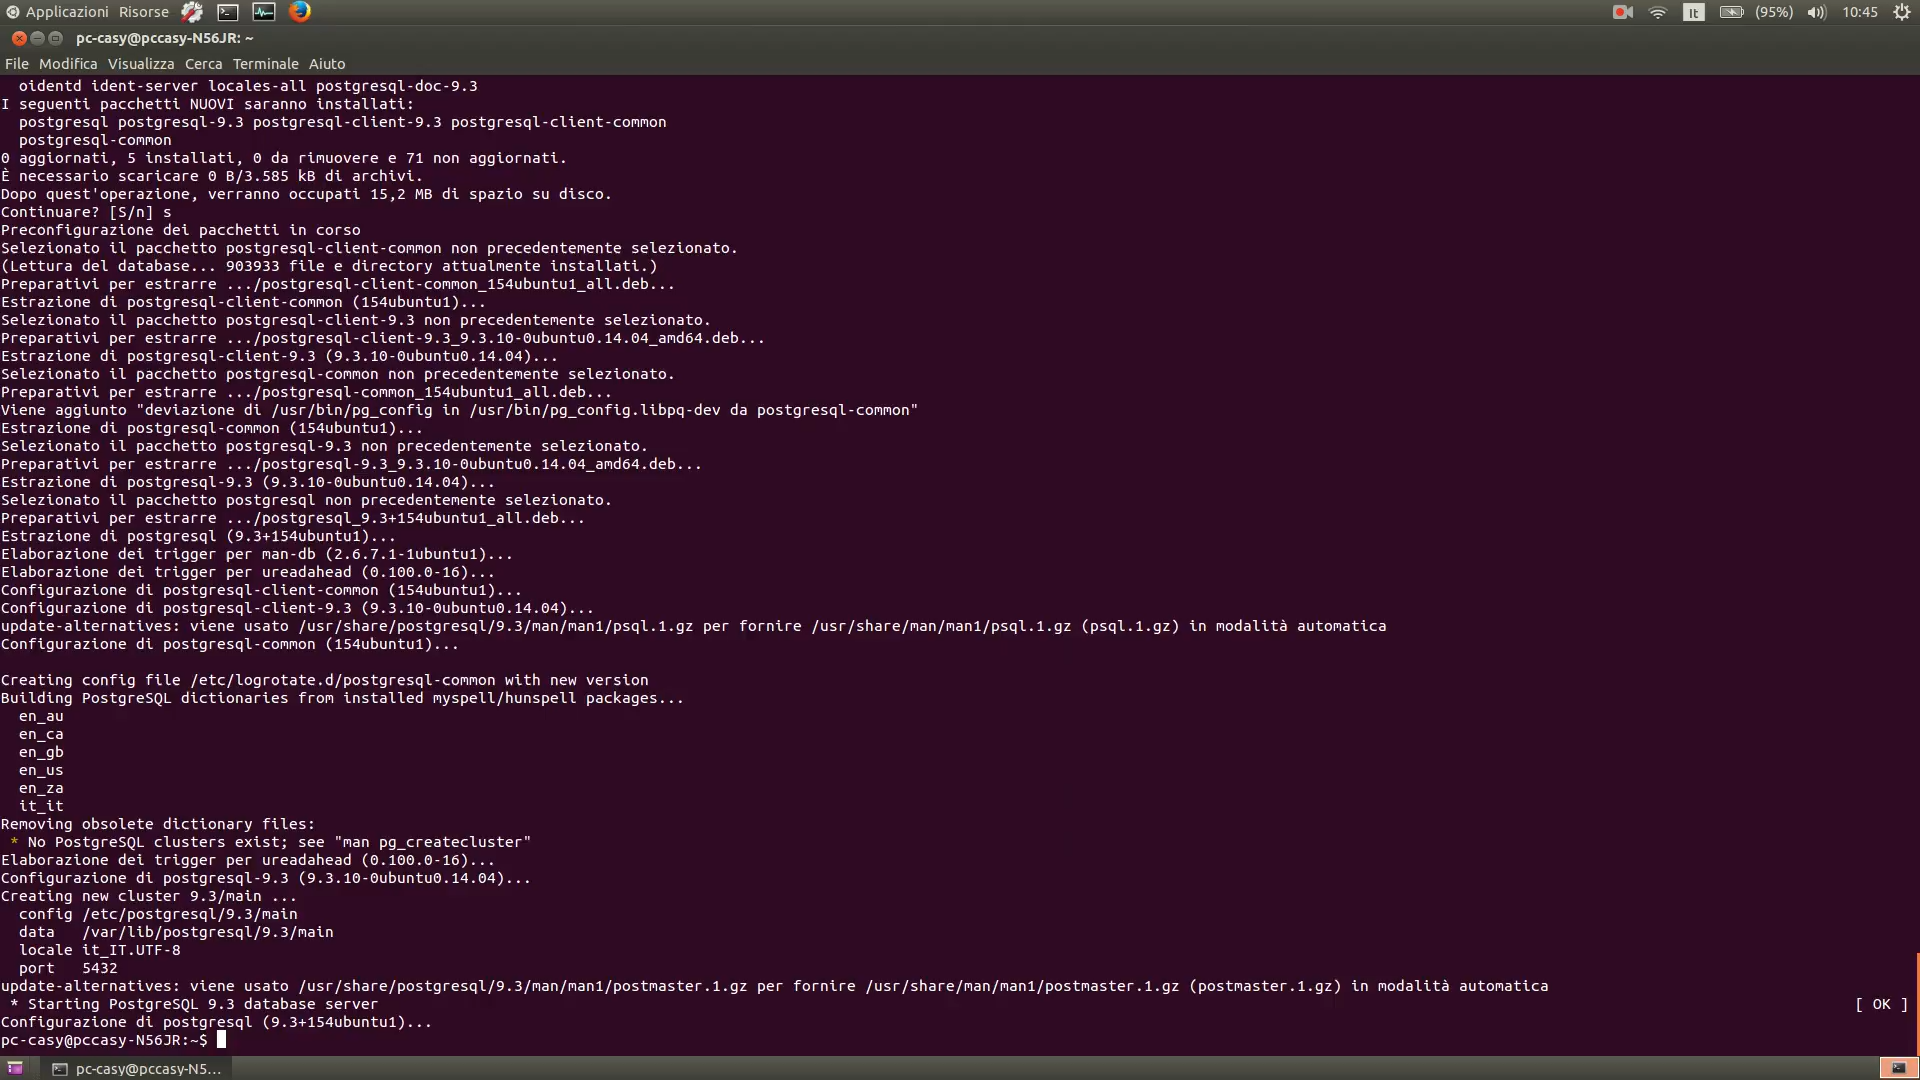 Applicazioni Risorse
It (95%) 10:45
pc-casy@pccasy-N56JR: ~
File Modifica Visualizza Cerca Terminale Aiuto
oidentd ident-server locales-all postgresql-doc-9.3
I seguenti pacchetti NUOVI saranno installati:
postgresql postgresql-9.3 postgresql-client-9.3 postgresql-client-common
postgresql-common
0 aggiornati, 5 installati, 0 da rimuovere e 71 non aggiornati.
È necessario scaricare 0 B/3.585 kB di archivi.
Dopo quest'operazione, verranno occupati 15,2 MB di spazio su disco.
Continuare? [S/n] s
Preconfigurazione dei pacchetti in corso
Selezionato il pacchetto postgresql-client-common non precedentemente selezionato.
(Lettura del database... 903933 file e directory attualmente installati.)
Preparativi per estrarre .../postgresql-client-common_154ubuntu1_all.deb...
Estrazione di postgresql-client-common (154ubuntu1)...
Selezionato il pacchetto postgresql-client-9.3 non precedentemente selezionato.
Preparativi per estrarre .../postgresql-client-9.3_9.3.10-0ubuntu0.14.04_amd64.deb...
Estrazione di postgresql-client-9.3 (9.3.10-0ubuntu0.14.04)...
Selezionato il pacchetto postgresql-common non precedentemente selezionato.
Preparativi per estrarre .../postgresql-common_154ubuntu1_all.deb...
Viene aggiunto "deviazione di /usr/bin/pg_config in /usr/bin/pg_config.libpq-dev da postgresql-common"
Estrazione di postgresql-common (154ubuntu1)...
Selezionato il pacchetto postgresql-9.3 non precedentemente selezionato.
Preparativi per estrarre .../postgresql-9.3_9.3.10-0ubuntu0.14.04_amd64.deb...
Estrazione di postgresql-9.3 (9.3.10-0ubuntu0.14.04)...
Selezionato il pacchetto postgresql non precedentemente selezionato.
Preparativi per estrarre .../postgresql_9.3+154ubuntu1_all.deb...
Estrazione di postgresql (9.3+154ubuntu1)...
Elaborazione dei trigger per man-db (2.6.7.1-1ubuntu1)...
Elaborazione dei trigger per ureadahead (0.100.0-16)...
Configurazione di postgresql-client-common (154ubuntu1)...
Configurazione di postgresql-client-9.3 (9.3.10-0ubuntu0.14.04)...
update-alternatives: viene usato /usr/share/postgresql/9.3/man/man1/psql.1.gz per fornire /usr/share/man/man1/psql.1.gz (psql.1.gz) in modalità automatica
Configurazione di postgresql-common (154ubuntu1)...
Creating config file /etc/logrotate.d/postgresql-common with new version
Building PostgreSQL dictionaries from installed myspell/hunspell packages...
en_au
en_ca
en_gb
en_us
en_za
it_it
Removing obsolete dictionary files:
* No PostgreSQL clusters exist; see "man pg_createcluster"
Elaborazione dei trigger per ureadahead (0.100.0-16)...
Configurazione di postgresql-9.3 (9.3.10-0ubuntu0.14.04)...
Creating new cluster 9.3/main ...
config /etc/postgresql/9.3/main
data /var/lib/postgresql/9.3/main
locale it_IT.UTF-8
port 5432
update-alternatives: viene usato /usr/share/postgresql/9.3/man/man1/postmaster.1.gz per fornire /usr/share/man/man1/postmaster.1.gz (postmaster.1.gz) in modalità automatica
* Starting PostgreSQL 9.3 database server [ OK ]
Configurazione di postgresql (9.3+154ubuntu1)...
pc-casy@pccasy-N56JR:~$
pc-casy@pccasy-N5...